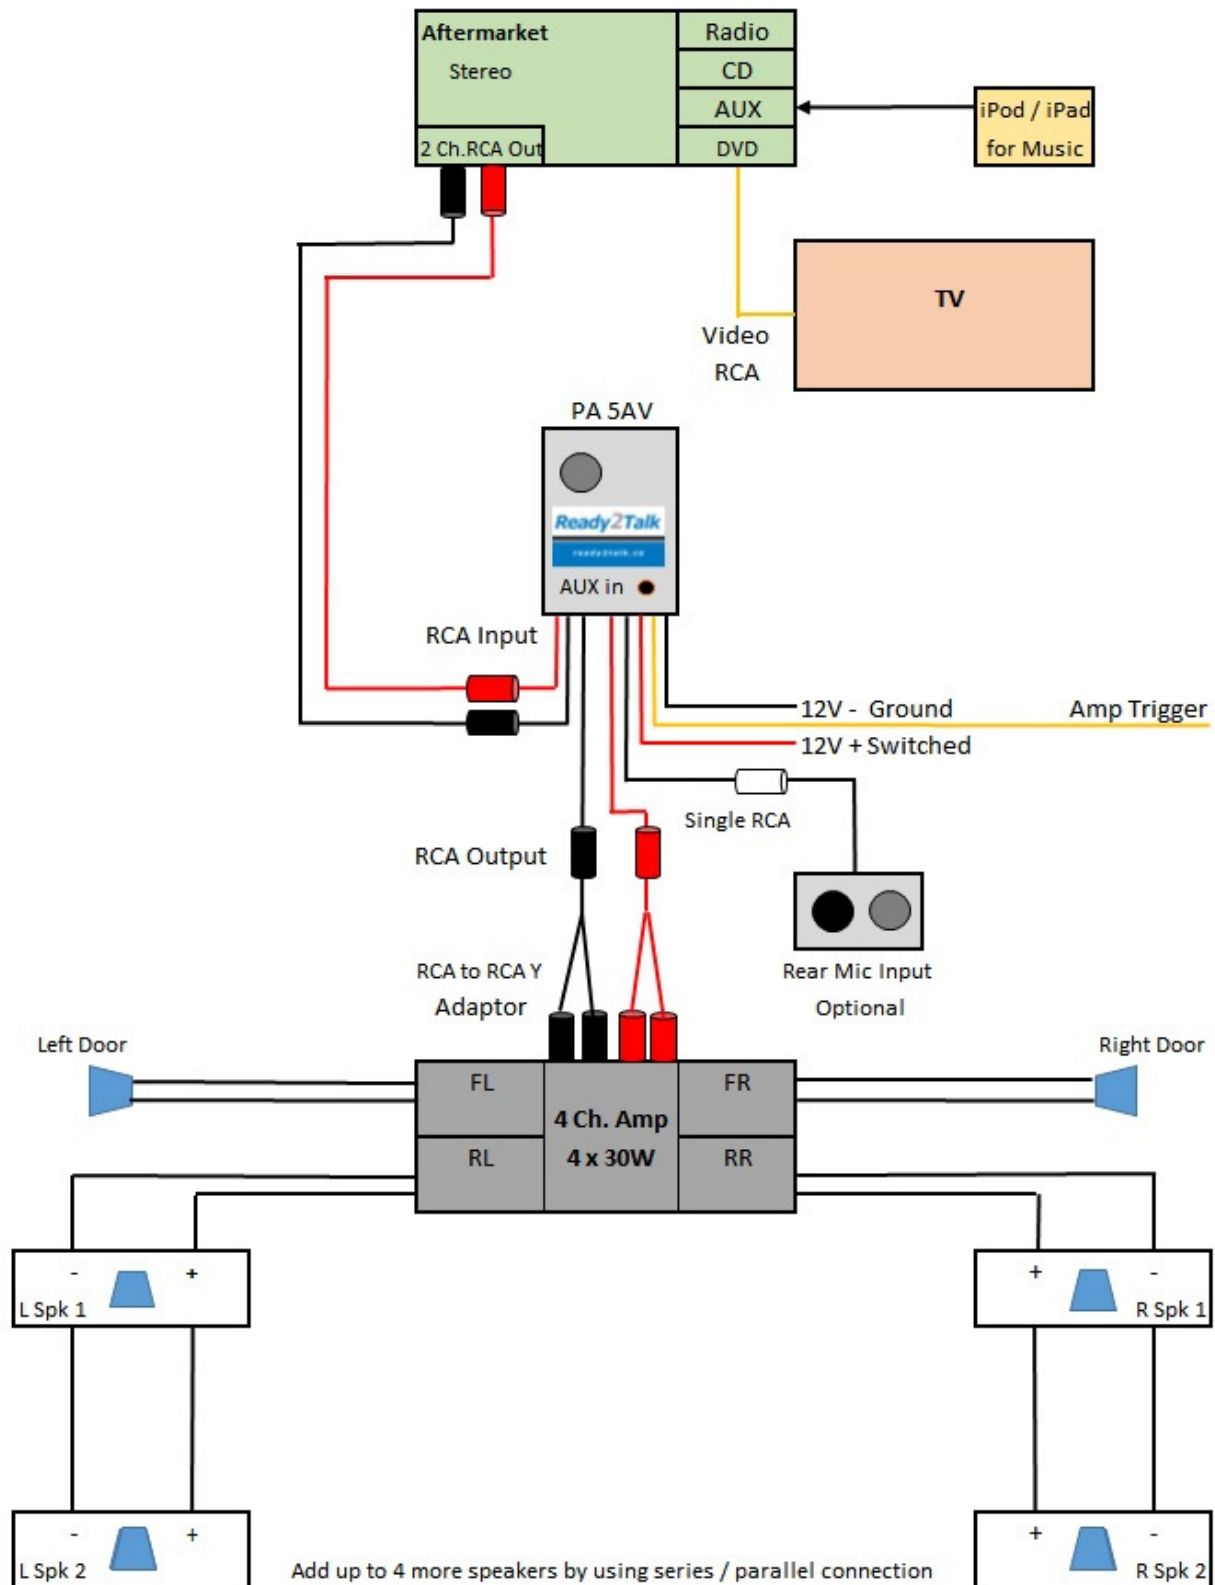 Aftermarket
Stereo
2 Ch.RCA Out
Radio
CD
AUX
DVD
iPod / iPad
for Music
TV
Video
RCA
PA 5AV
Ready2Talk
ready2talk.ca
AUX in
RCA Input
12V - Ground
Amp Trigger
12V + Switched
Single RCA
RCA Output
Rear Mic Input
Optional
RCA to RCA Y
Adaptor
Left Door
Right Door
FL
FR
4 Ch. Amp
4 x 30W
RL
RR
- +
L Spk 1
+ -
R Spk 1
- +
L Spk 2
+ -
R Spk 2
Add up to 4 more speakers by using series / parallel connection